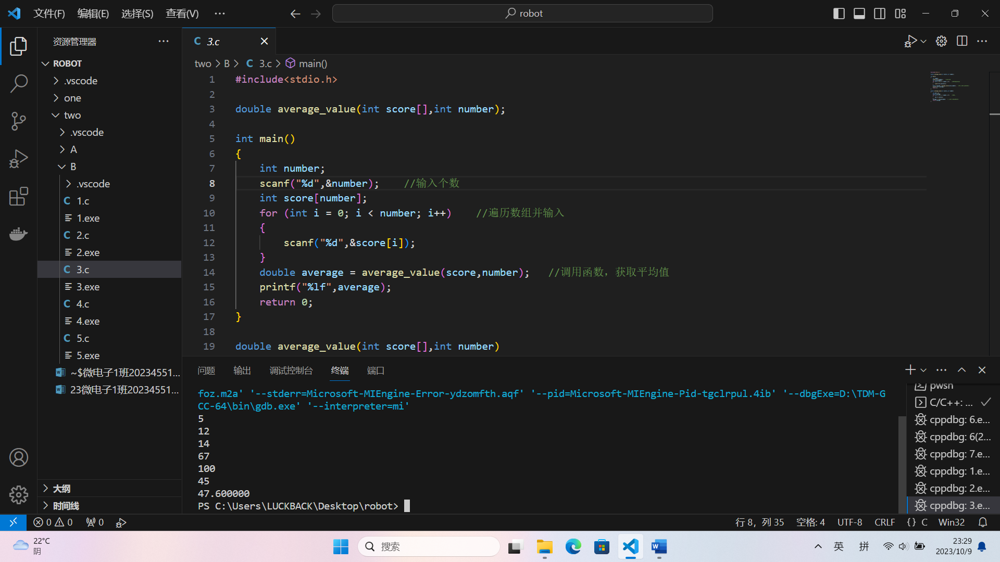 文件(F) 编辑(E) 选择(S) 查看(V) ··· robot
资源管理器 ···
ROBOT
.vscode
one
two
.vscode
A
B
.vscode
C 1.c
1.exe
C 2.c
2.exe
C 3.c
3.exe
C 4.c
4.exe
C 5.c
5.exe
~$微电子1班20234551...
23微电子1班20234551...
大纲
时间线
C 3.c
two > B > C 3.c > main()
1 #include<stdio.h>
2
3 double average_value(int score[],int number);
4
5 int main()
6 {
7 int number;
8 scanf("%d",&number); //输入个数
9 int score[number];
10 for (int i = 0; i < number; i++) //遍历数组并输入
11 {
12 scanf("%d",&score[i]);
13 }
14 double average = average_value(score,number); //调用函数，获取平均值
15 printf("%lf",average);
16 return 0;
17 }
18
19 double average_value(int score[],int number)
问题 输出 调试控制台 终端 端口
foz.m2a' '--stderr=Microsoft-MIEngine-Error-ydzomfth.aqf' '--pid=Microsoft-MIEngine-Pid-tgclrpul.4ib' '--dbgExe=D:\TDM-G
CC-64\bin\gdb.exe' '--interpreter=mi'
5
12
14
67
100
45
47.600000
PS C:\Users\LUCKBACK\Desktop\robot>
pwsh
C/C++: ...
cppdbg: 6.e...
cppdbg: 6(2...
cppdbg: 7.e...
cppdbg: 1.e...
cppdbg: 2.e...
cppdbg: 3.e...
0 0 0 行 8，列 35 空格: 4 UTF-8 CRLF {} C Win32
22°C
阴
搜索
英 拼
23:29
2023/10/9